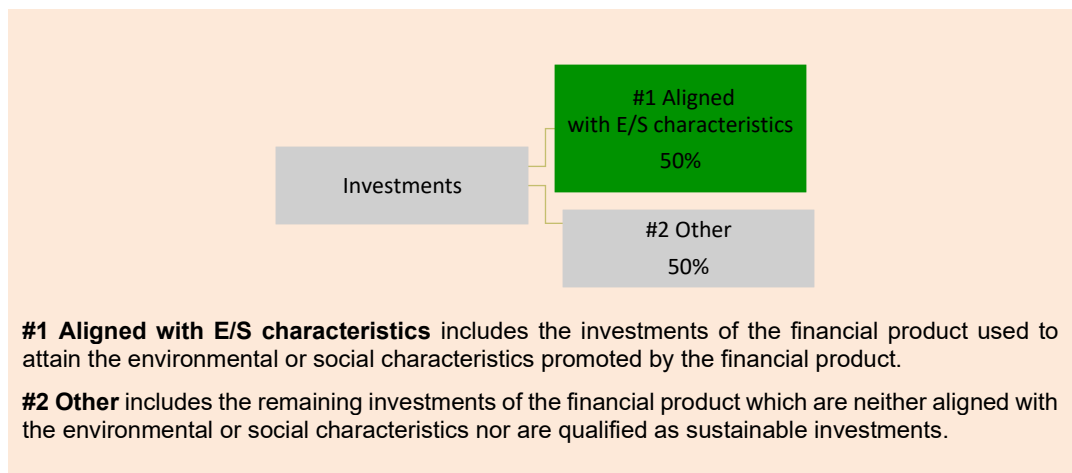 #1 Aligned
with E/S characteristics
50%
Investments
#2 Other
50%
#1 Aligned with E/S characteristics includes the investments of the financial product used to
attain the environmental or social characteristics promoted by the financial product.
#2 Other includes the remaining investments of the financial product which are neither aligned with
the environmental or social characteristics nor are qualified as sustainable investments.